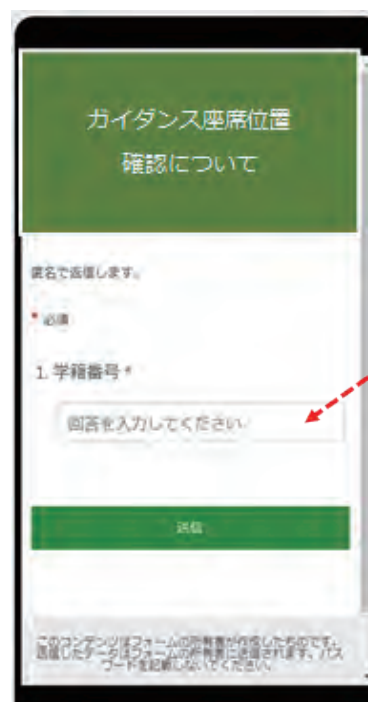 ガイダンス座席位置
確認について
匿名で返信します。
* 必須
1. 学籍番号 *
回答を入力してください
送信
このコンテンツはフォームの所有者が作成したものです。
送信したデータはフォームの所有者に送信されます。パス
ワードを記載しないでください。